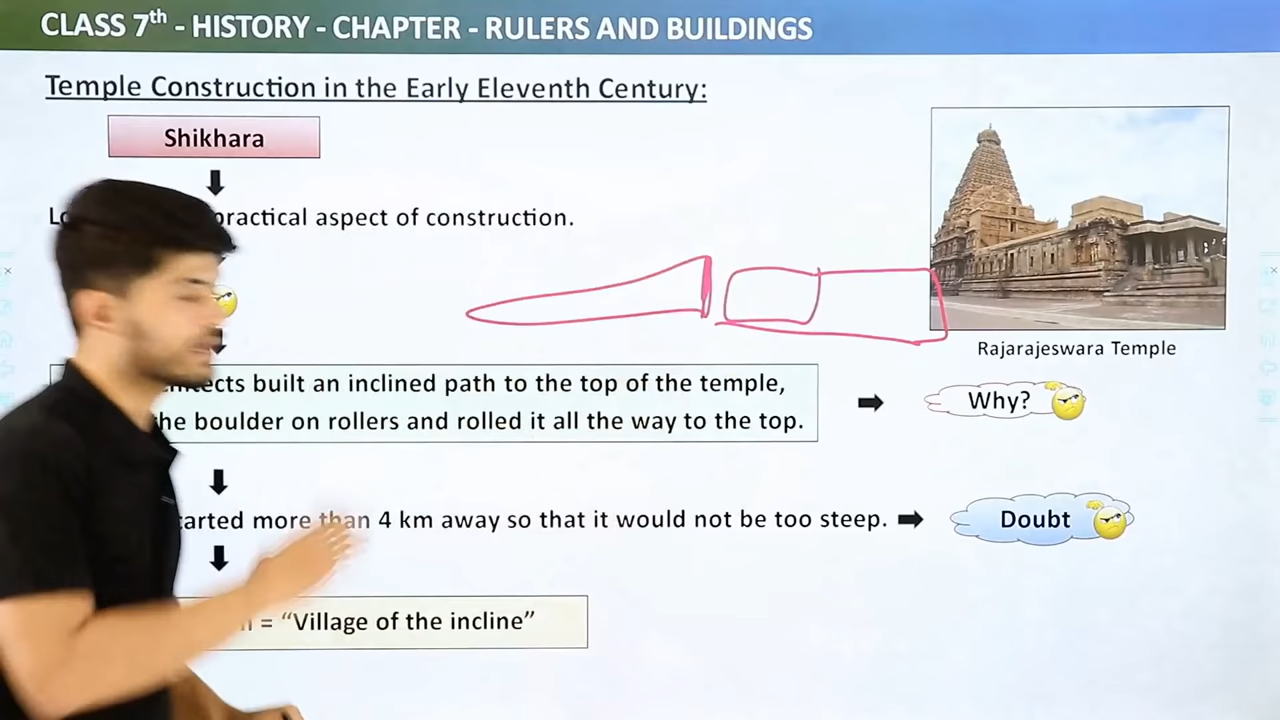 CLASS 7th - HISTORY - CHAPTER - RULERS AND BUILDINGS
Temple Construction in the Early Eleventh Century:
Shikhara
practical aspect of construction.
Rajarajeswara Temple
built an inclined path to the top of the temple,
boulder on rollers and rolled it all the way to the top.
Why?
more than 4 km away so that it would not be too steep.
Doubt
= “Village of the incline”